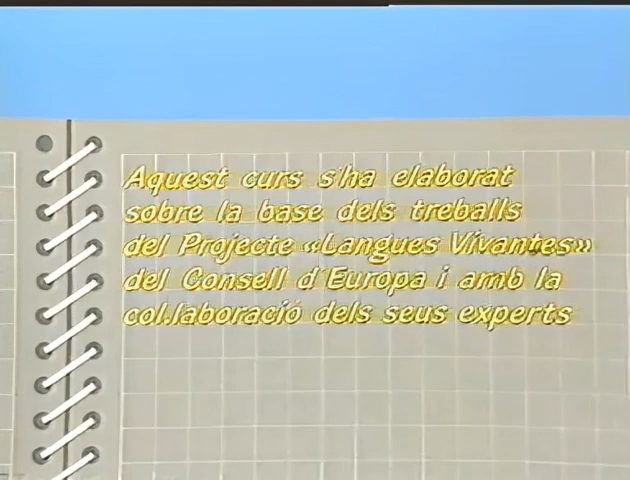 Aquest curs s'ha elaborat
sobre la base dels treballs
del Projecte «Langues Vivantes»
del Consell d'Europa i amb la
col.laboració dels seus experts